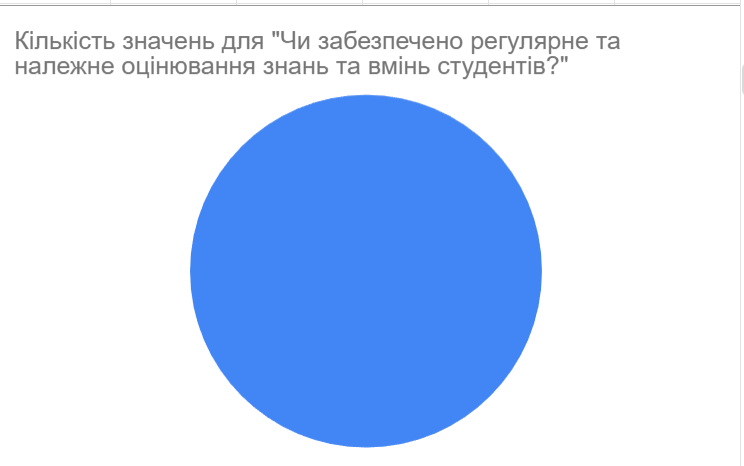 Кількість значень для "Чи забезпечено регулярне та
належне оцінювання знань та вмінь студентів?"